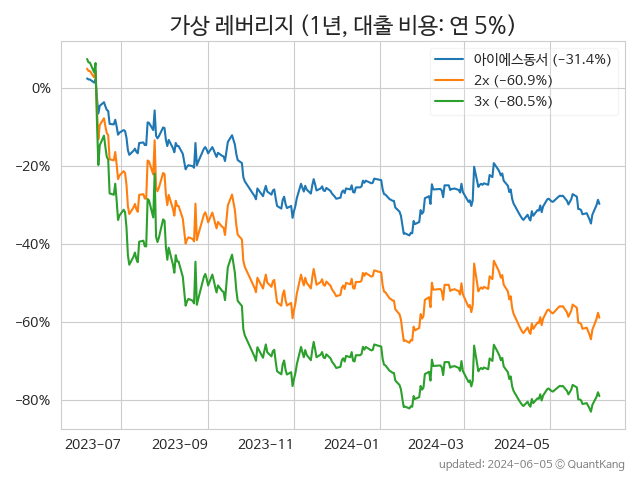 가상 레버리지 (1년, 대출 비용: 연 5%)
아이에스동서 (−31.4%)
2x (−60.9%)
3x (−80.5%)
0%
−20%
−40%
−60%
−80%
2023-07 2023-09 2023-11 2024-01 2024-03 2024-05
updated: 2024-06-05 © QuantKang